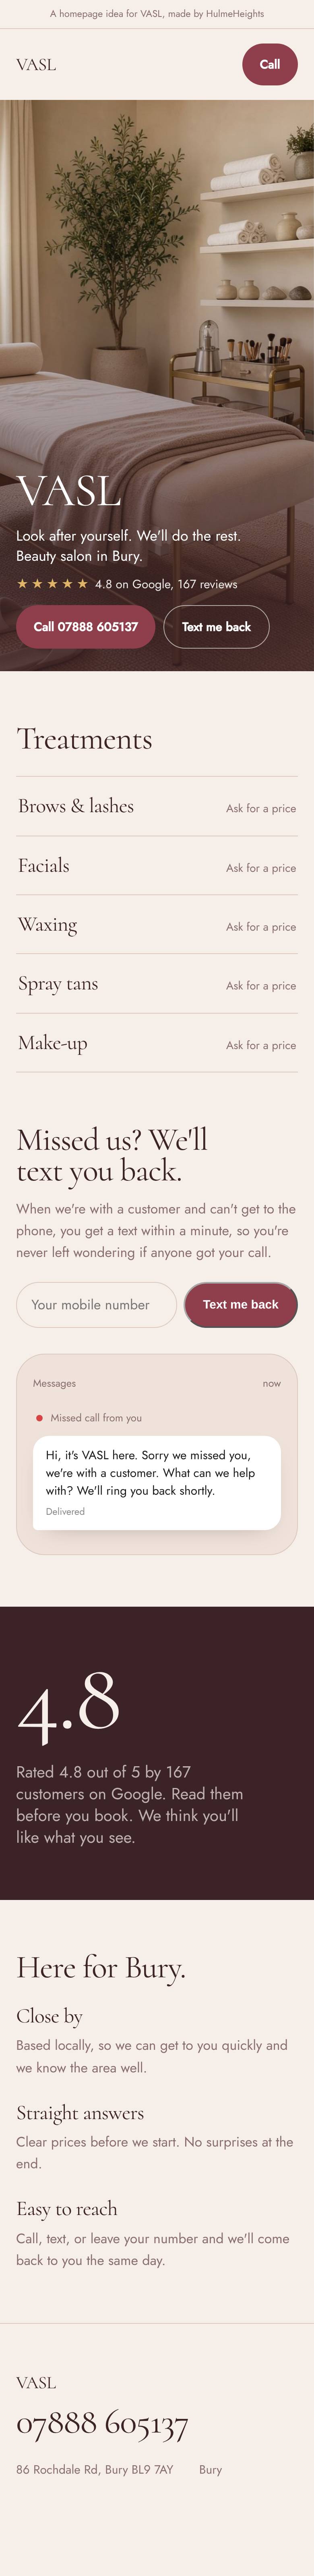 A homepage idea for VASL, made by HulmeHeights
VASL
Call
VASL
Look after yourself. We'll do the rest.
Beauty salon in Bury.
★★★★★ 4.8 on Google, 167 reviews
Call 07888 605137
Text me back
Treatments
Brows & lashes
Ask for a price
Facials
Ask for a price
Waxing
Ask for a price
Spray tans
Ask for a price
Make-up
Ask for a price
Missed us? We'll
text you back.
When we're with a customer and can't get to the
phone, you get a text within a minute, so you're
never left wondering if anyone got your call.
Your mobile number
Text me back
Messages
now
Missed call from you
Hi, it's VASL here. Sorry we missed you,
we're with a customer. What can we help
with? We'll ring you back shortly.
Delivered
4.8
Rated 4.8 out of 5 by 167
customers on Google. Read them
before you book. We think you'll
like what you see.
Here for Bury.
Close by
Based locally, so we can get to you quickly and
we know the area well.
Straight answers
Clear prices before we start. No surprises at the
end.
Easy to reach
Call, text, or leave your number and we'll come
back to you the same day.
VASL
07888 605137
86 Rochdale Rd, Bury BL9 7AY
Bury